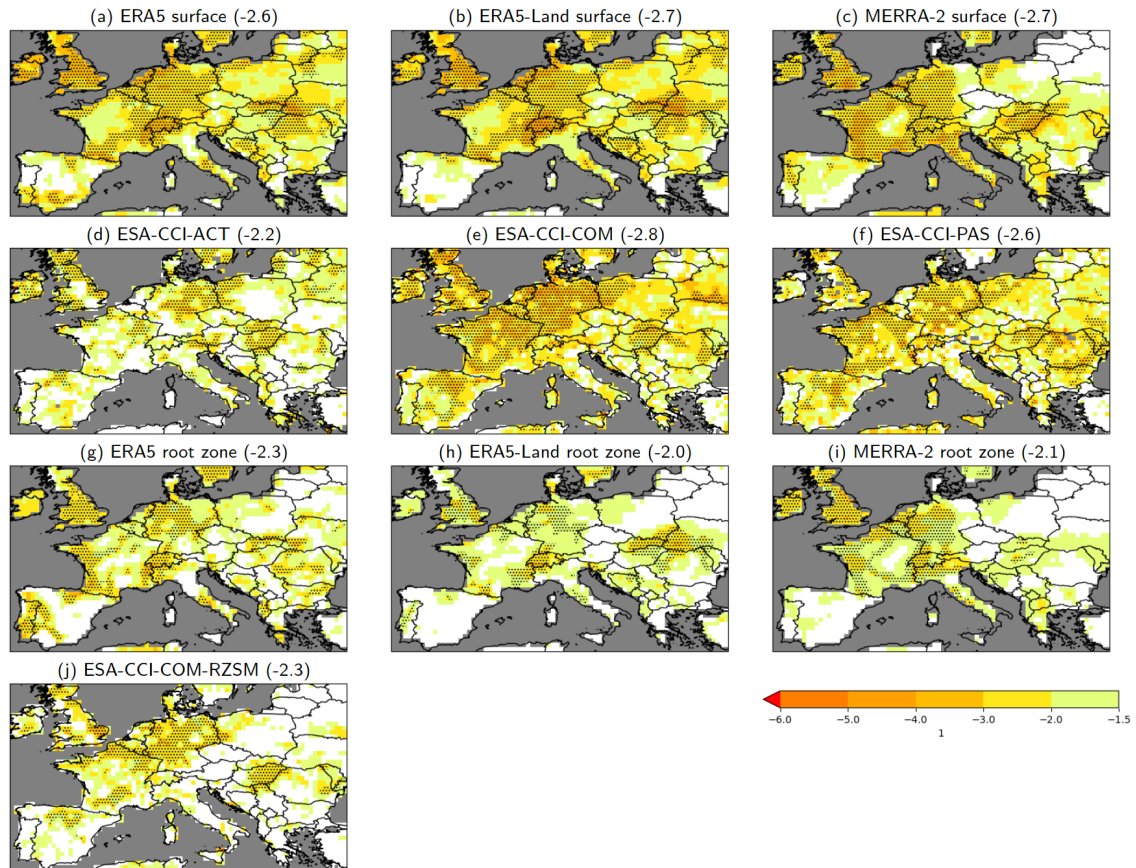 (a) ERA5 surface (-2.6)
(b) ERA5-Land surface (-2.7)
(c) MERRA-2 surface (-2.7)
(d) ESA-CCI-ACT (-2.2)
(e) ESA-CCI-COM (-2.8)
(f) ESA-CCI-PAS (-2.6)
(g) ERA5 root zone (-2.3)
(h) ERA5-Land root zone (-2.0)
(i) MERRA-2 root zone (-2.1)
(j) ESA-CCI-COM-RZSM (-2.3)
−6.0 −5.0 −4.0 −3.0 −2.0 −1.5
1